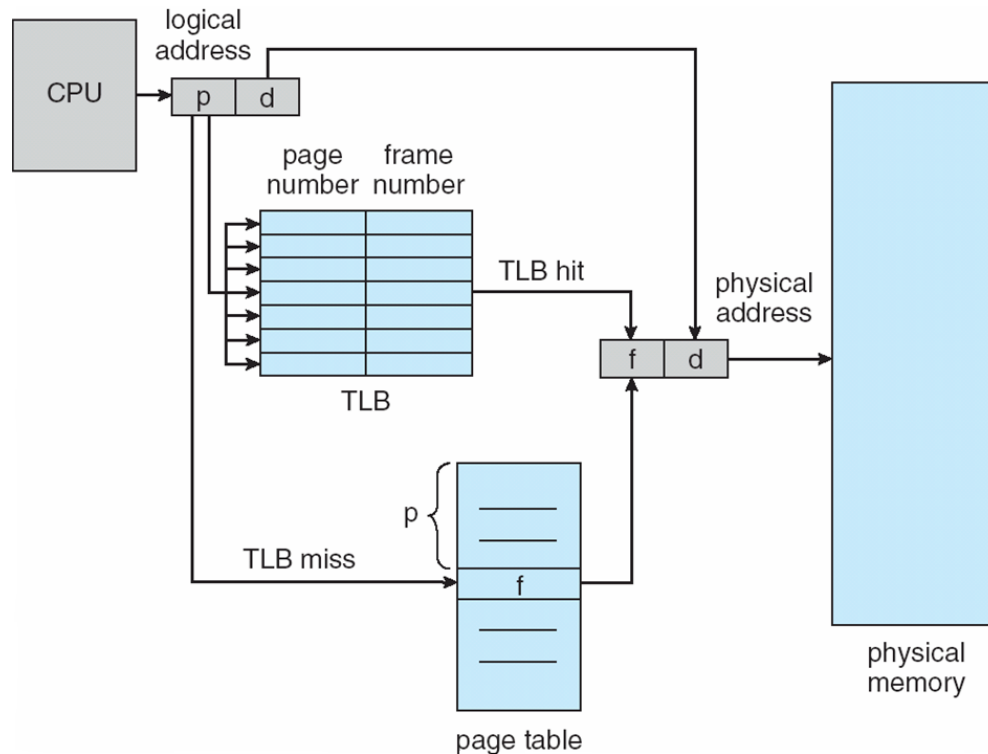 logical
address
CPU
p
d
page
number
frame
number
TLB hit
physical
address
f
d
TLB
p
TLB miss
f
physical
memory
page table